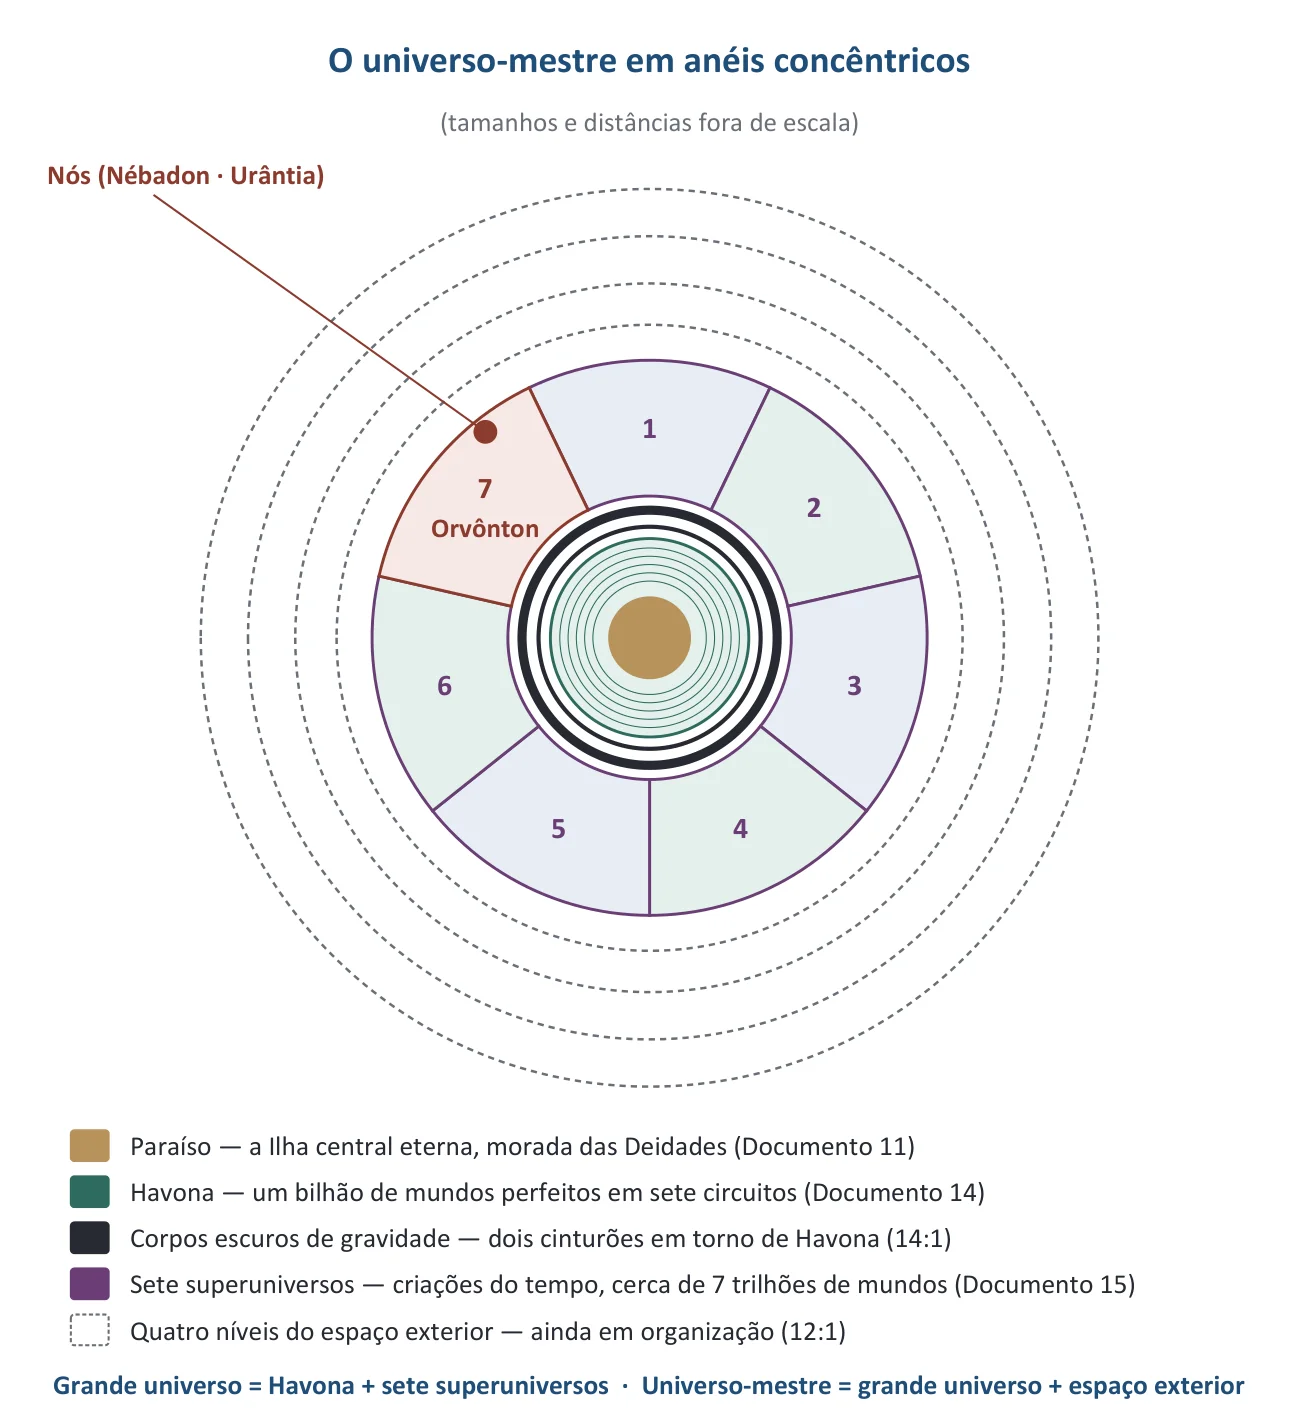 O universo-mestre em anéis concêntricos
(tamanhos e distâncias fora de escala)
Nós (Nébadon · Urântia)
1
7
2
Orvônton
6
3
5
4
Paraíso — a Ilha central eterna, morada das Deidades (Documento 11)
Havona — um bilhão de mundos perfeitos em sete circuitos (Documento 14)
Corpos escuros de gravidade — dois cinturões em torno de Havona (14:1)
Sete superuniversos — criações do tempo, cerca de 7 trilhões de mundos (Documento 15)
Quatro níveis do espaço exterior — ainda em organização (12:1)
Grande universo = Havona + sete superuniversos · Universo-mestre = grande universo + espaço exterior